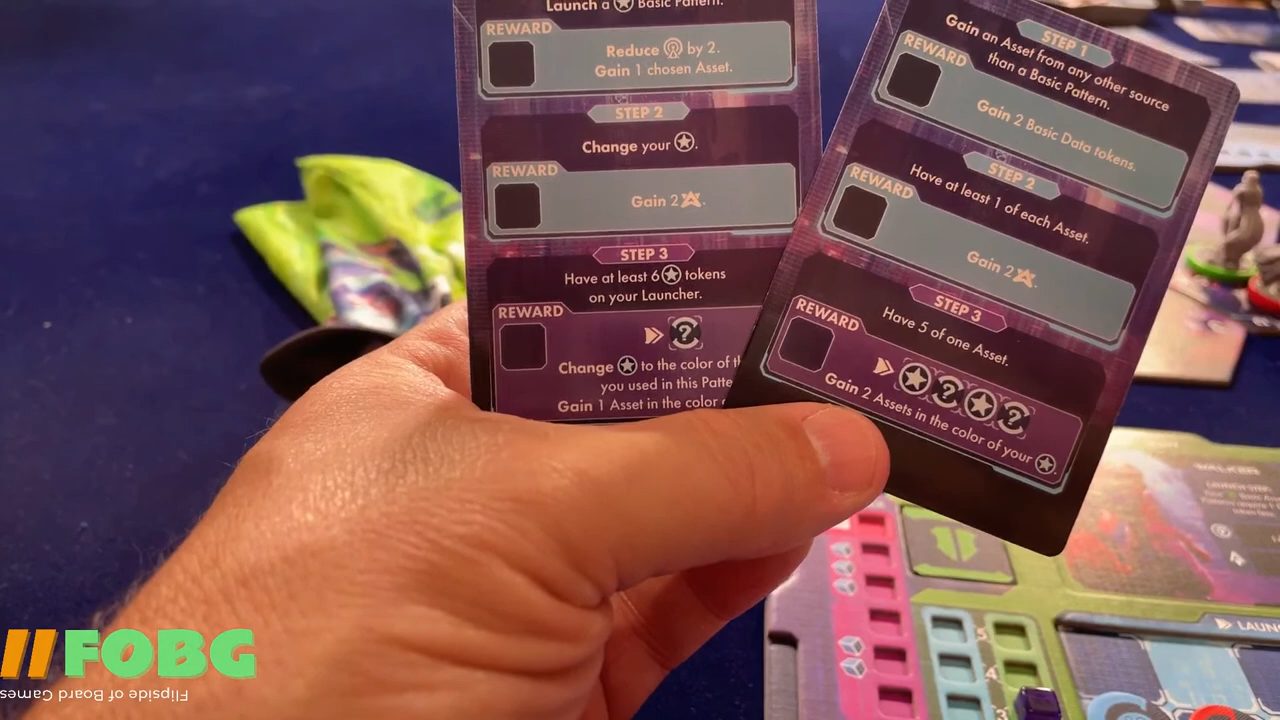 Launch a Basic Pattern.
REWARD
Reduce by 2.
Gain 1 chosen Asset.
STEP 2
Change your .
REWARD
Gain 2 .
STEP 3
Have at least 6 tokens
on your Launcher.
REWARD
Change to the color of
you used in this
Gain 1 Asset in the color
STEP 1
Gain an Asset from any other source
than a Basic Pattern.
REWARD
Gain 2 Basic Data tokens.
STEP 2
Have at least 1 of each Asset.
REWARD
Gain 2 .
STEP 3
Have 5 of one Asset.
REWARD
Gain 2 Assets in the color of your .
WALKER
5
4
3
//FOBG
Flipside of Board Games